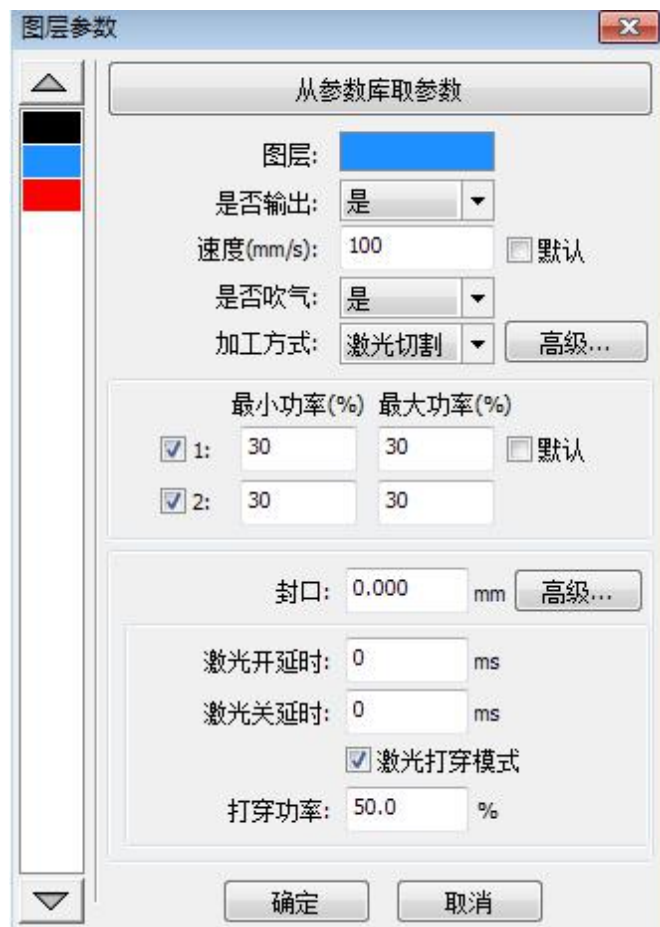 图层参数
从参数库取参数
图层:
是否输出: 是
速度(mm/s): 100 默认
是否吹气: 是
加工方式: 激光切割 高级...
最小功率(%) 最大功率(%)
1: 30 30 默认
2: 30 30
封口: 0.000 mm 高级...
激光开延时: 0 ms
激光关延时: 0 ms
激光打穿模式
打穿功率: 50.0 %
确定 取消